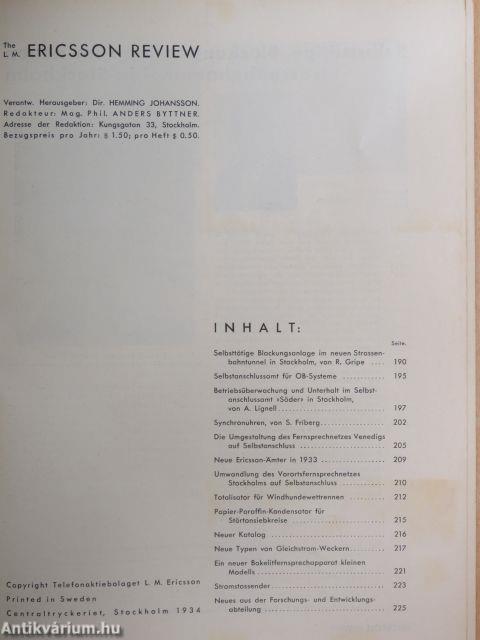 The
L. M. ERICSSON REVIEW
Verantw. Herausgeber: Dir. HEMMING JOHANSSON.
Redakteur: Mag. Phil. ANDERS BYTTNER.
Adresse der Redaktion: Kungsgatan 33, Stockholm.
Bezugspreis pro Jahr: $ 1.50; pro Heft $ 0.50.
INHALT:
Seite.
Selbsttätige Blockungsanlage im neuen Strassen-
bahntunnel in Stockholm, von R. Gripe .... 190
Selbstanschlussamt für OB-Systeme ............ 195
Betriebsüberwachung und Unterhalt im Selbst-
anschlussamt »Söder» in Stockholm,
von A. Lignell .............................. 197
Synchronuhren, von S. Friberg .................. 202
Die Umgestaltung des Fernsprechnetzes Venedigs
auf Selbstanschluss .......................... 205
Neue Ericsson-Ämter in 1933 .................. 209
Umwandlung des Vorortsfernsprechnetzes
Stockholms auf Selbstanschluss ............ 210
Totalisator für Windhundewettrennen ............ 212
Papier-Paraffin-Kondensator für
Störtonsiebkreise ............................ 215
Neuer Katalog .................................. 216
Neue Typen von Gleichstrom-Weckern .......... 217
Ein neuer Bakelitfernsprechapparat kleinen
Modells ...................................... 221
Stromstossender ................................ 223
Neues aus der Forschungs- und Entwicklungs-
abteilung .................................... 225
Copyright Telefonaktiebolaget L. M. Ericsson
Printed in Sweden
Centraltryckeriet, Stockholm 1934
Antikvárium.hu